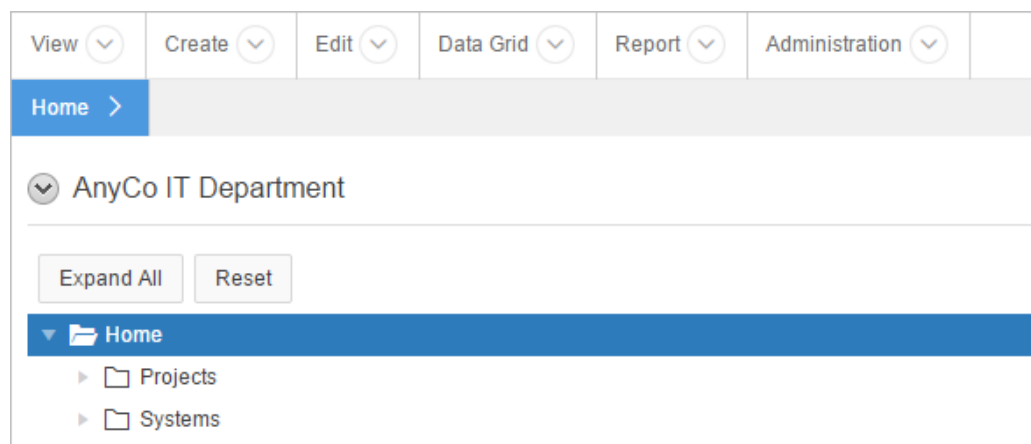 View Create Edit Data Grid Report Administration
Home
AnyCo IT Department
Expand All Reset
Home
Projects
Systems